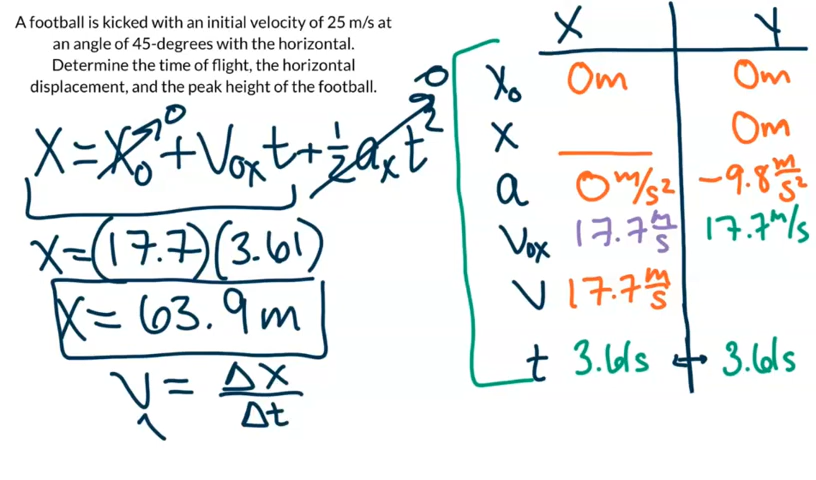 A football is kicked with an initial velocity of 25 m/s at
an angle of 45-degrees with the horizontal.
Determine the time of flight, the horizontal
displacement, and the peak height of the football.
X = X₀ → 0 + V₀ₓt + ½aₓt² → 0
X = (17.7)(3.61)
X = 63.9 m
V = ΔX/Δt
X Y
X₀ 0m 0m
X ___ 0m
a 0 m/s² -9.8 m/s²
V₀ₓ 17.7 m/s 17.7 m/s
V 17.7 m/s
t 3.61s ↔ 3.61s